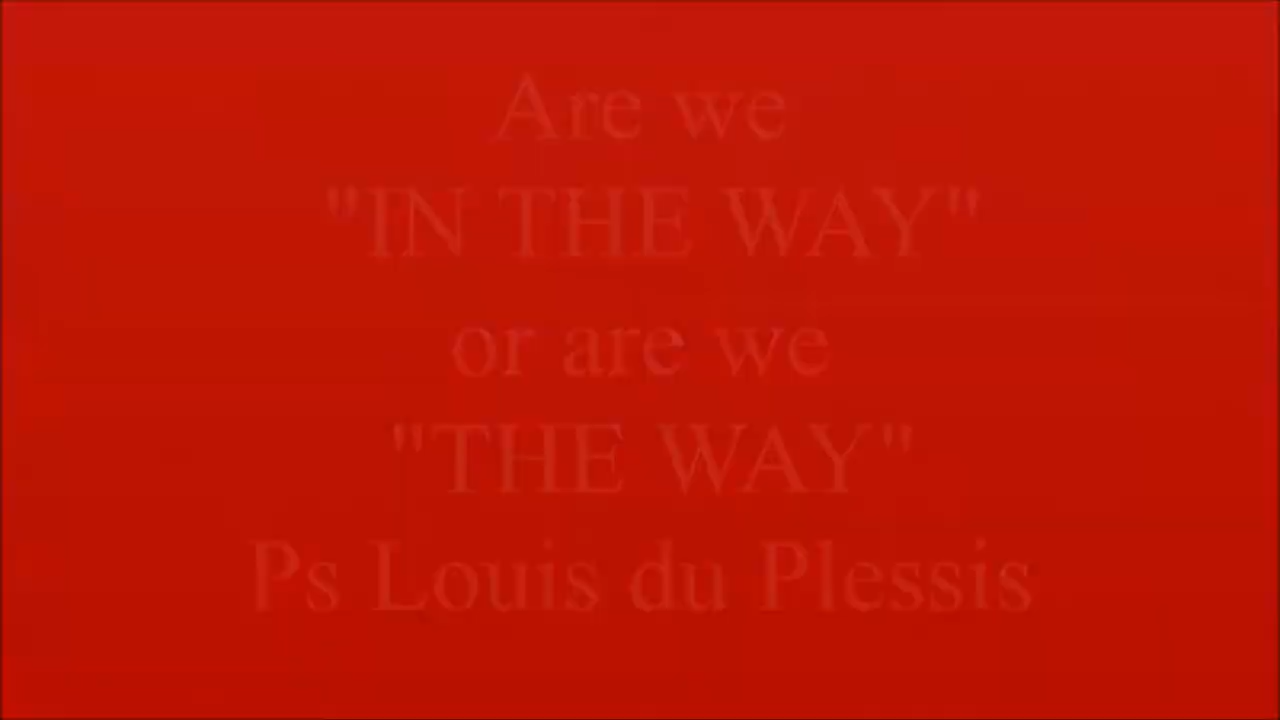 Are we
"IN THE WAY"
or are we
"THE WAY"
Ps Louis du Plessis